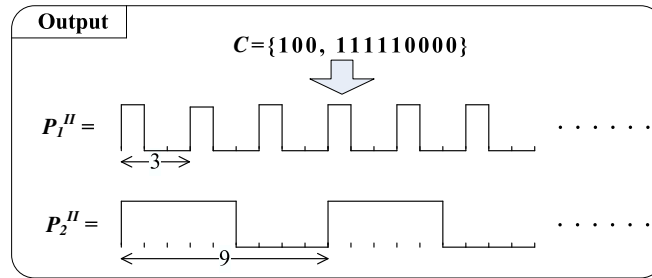 Output
C={100, 111110000}
P₁ᴵᴵ = . . . . . .
3
P₂ᴵᴵ = . . . . . .
9